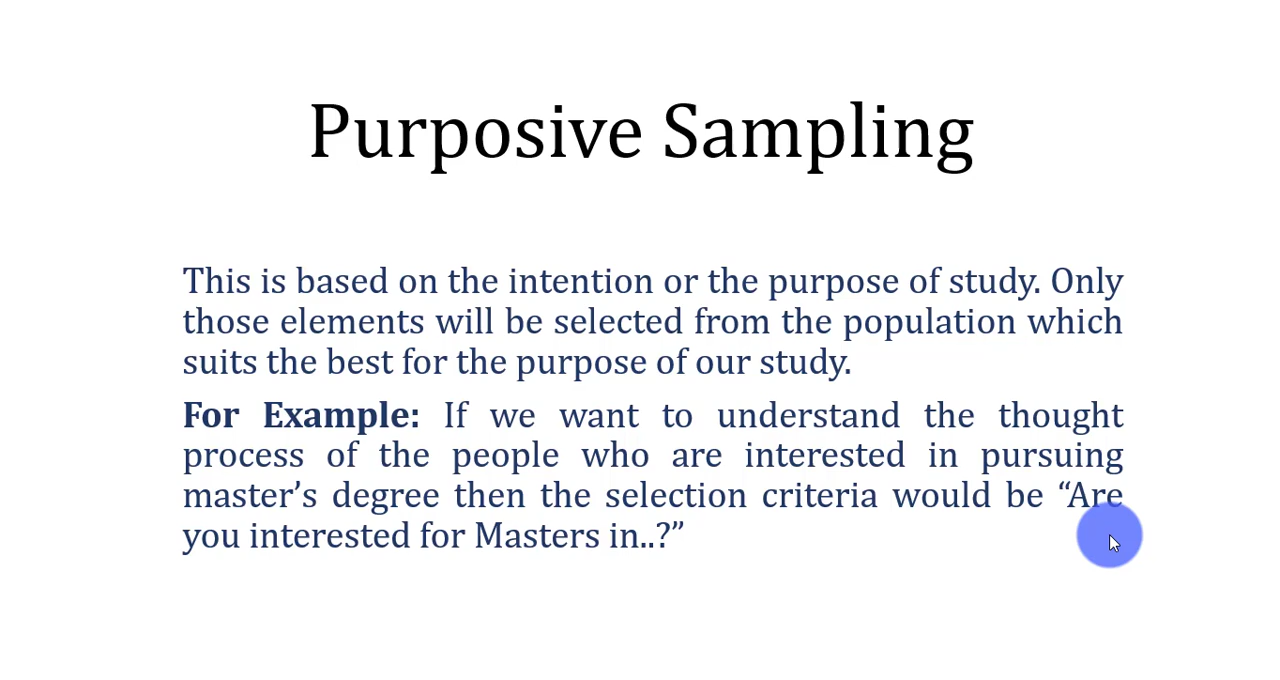 Purposive Sampling
This is based on the intention or the purpose of study. Only
those elements will be selected from the population which
suits the best for the purpose of our study.
For Example: If we want to understand the thought
process of the people who are interested in pursuing
master’s degree then the selection criteria would be “Are
you interested for Masters in..?”